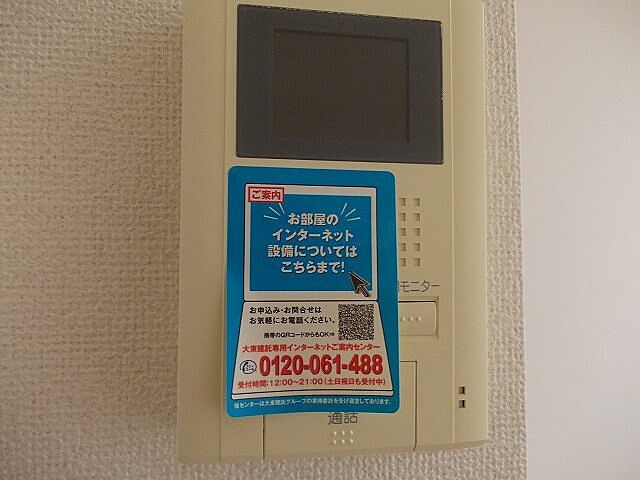 ご案内
お部屋の
インターネット
設備については
こちらまで!
モニター
お申込み・お問合せは
お気軽にお電話ください。
携帯のQRコードからもOK⇒
大東建託専用インターネットご案内センター
0120-061-488
受付時間:12:00～21:00(土日祝日も受付中)
当センターは大東建託グループの業務委託を受け運営しております。
通話